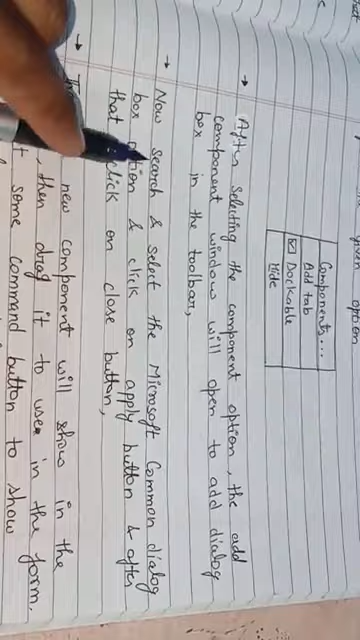 given option
Components...
Add tab
Dockable
Hide
→ After selecting the component option, the add
component window will open to add dialog
box in the toolbar,
→ Now search & select the Microsoft Common dialog
box option & click on apply button & after
that click on close button,
→ new component will show in the
, then drag it to use in the form.
some command button to show